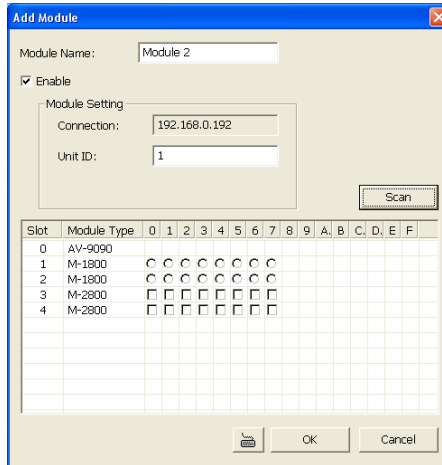 Add Module
Module Name: Module 2
Enable
Module Setting
Connection: 192.168.0.192
Unit ID: 1
Scan
Slot Module Type 0 1 2 3 4 5 6 7 8 9 A. B C. D. E F
0 AV-9090
1 M-1800
2 M-1800
3 M-2800
4 M-2800
OK Cancel